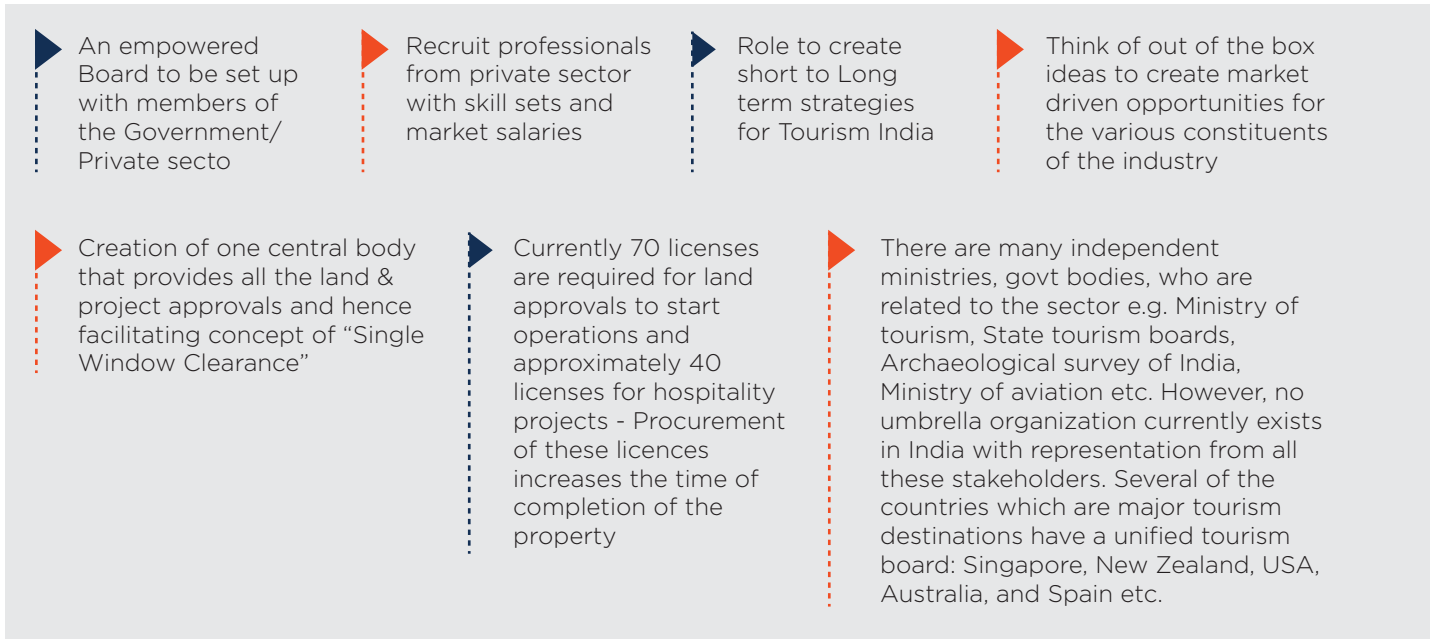 An empowered
Board to be set up
with members of
the Government/
Private secto
Recruit professionals
from private sector
with skill sets and
market salaries
Role to create
short to Long
term strategies
for Tourism India
Think of out of the box
ideas to create market
driven opportunities for
the various constituents
of the industry
Creation of one central body
that provides all the land &
project approvals and hence
facilitating concept of “Single
Window Clearance”
Currently 70 licenses
are required for land
approvals to start
operations and
approximately 40
licenses for hospitality
projects - Procurement
of these licences
increases the time of
completion of the
property
There are many independent
ministries, govt bodies, who are
related to the sector e.g. Ministry of
tourism, State tourism boards,
Archaeological survey of India,
Ministry of aviation etc. However, no
umbrella organization currently exists
in India with representation from all
these stakeholders. Several of the
countries which are major tourism
destinations have a unified tourism
board: Singapore, New Zealand, USA,
Australia, and Spain etc.